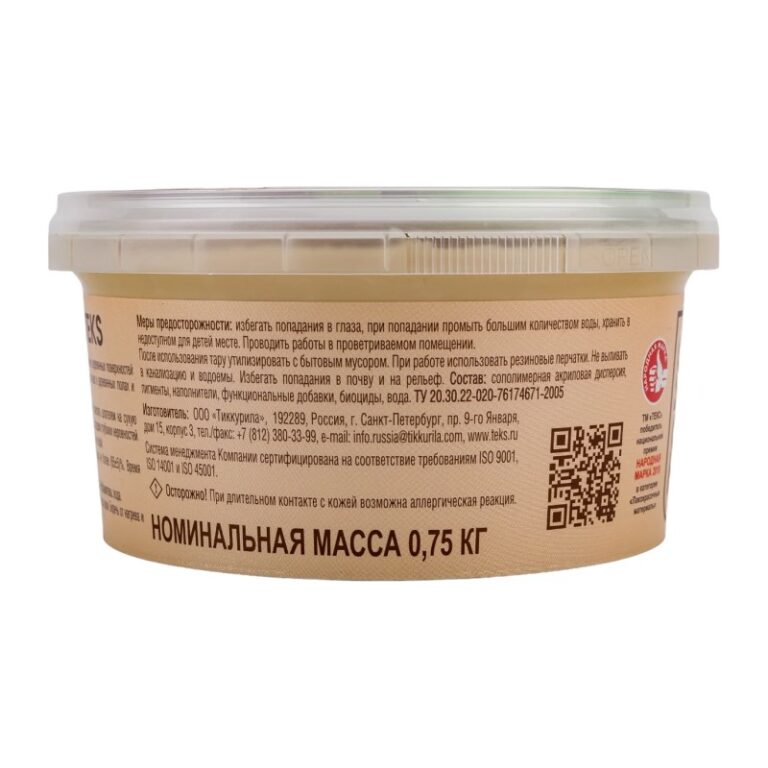 OPEN
TEKS
Меры предосторожности: избегать попадания в глаза, при попадании промыть большим количеством воды, хранить в
недоступном для детей месте. Проводить работы в проветриваемом помещении.
После использования тару утилизировать с бытовым мусором. При работе использовать резиновые перчатки. Не выливать
в канализацию и водоемы. Избегать попадания в почву и на рельеф. Состав: сополимерная акриловая дисперсия,
пигменты, наполнители, функциональные добавки, биоциды, вода. ТУ 20.30.22-020-76174671-2005
Изготовитель: ООО «Тиккурила», 192289, Россия, г. Санкт-Петербург, пр. 9-го Января,
дом 15, корпус 3, тел./факс: +7 (812) 380-33-99, e-mail: info.russia@tikkurila.com, www.teks.ru
Система менеджмента Компании сертифицирована на соответствие требованиям ISO 9001,
ISO 14001 и ISO 45001.
Осторожно! При длительном контакте с кожей возможна аллергическая реакция.
НОМИНАЛЬНАЯ МАССА 0,75 КГ
ТМ «ТЕКС»
победитель
национальной
премии
НАРОДНАЯ
МАРКА
в категории
«Лакокрасочные
материалы»